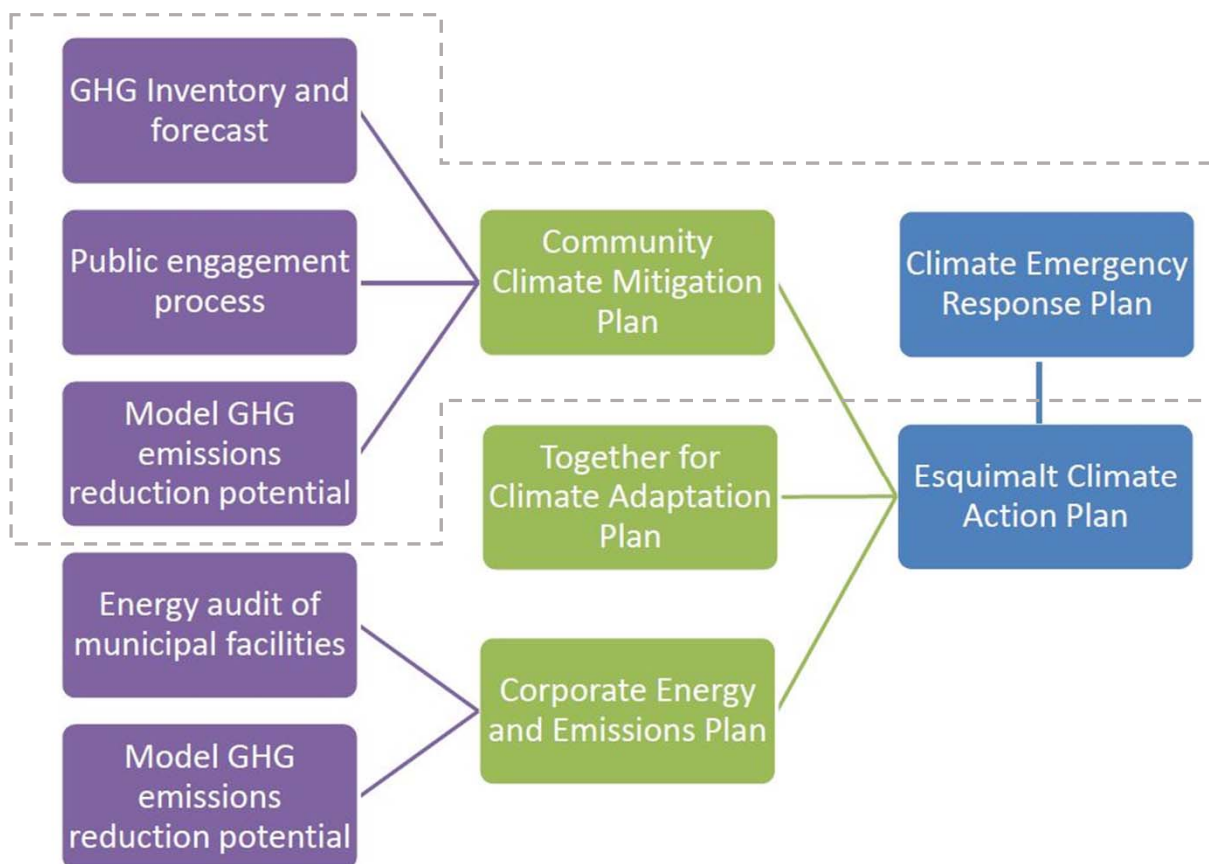 GHG Inventory and
forecast
Public engagement
process
Model GHG
emissions
reduction potential
Energy audit of
municipal facilities
Model GHG
emissions
reduction potential
Community
Climate Mitigation
Plan
Together for
Climate Adaptation
Plan
Corporate Energy
and Emissions Plan
Climate Emergency
Response Plan
Esquimalt Climate
Action Plan